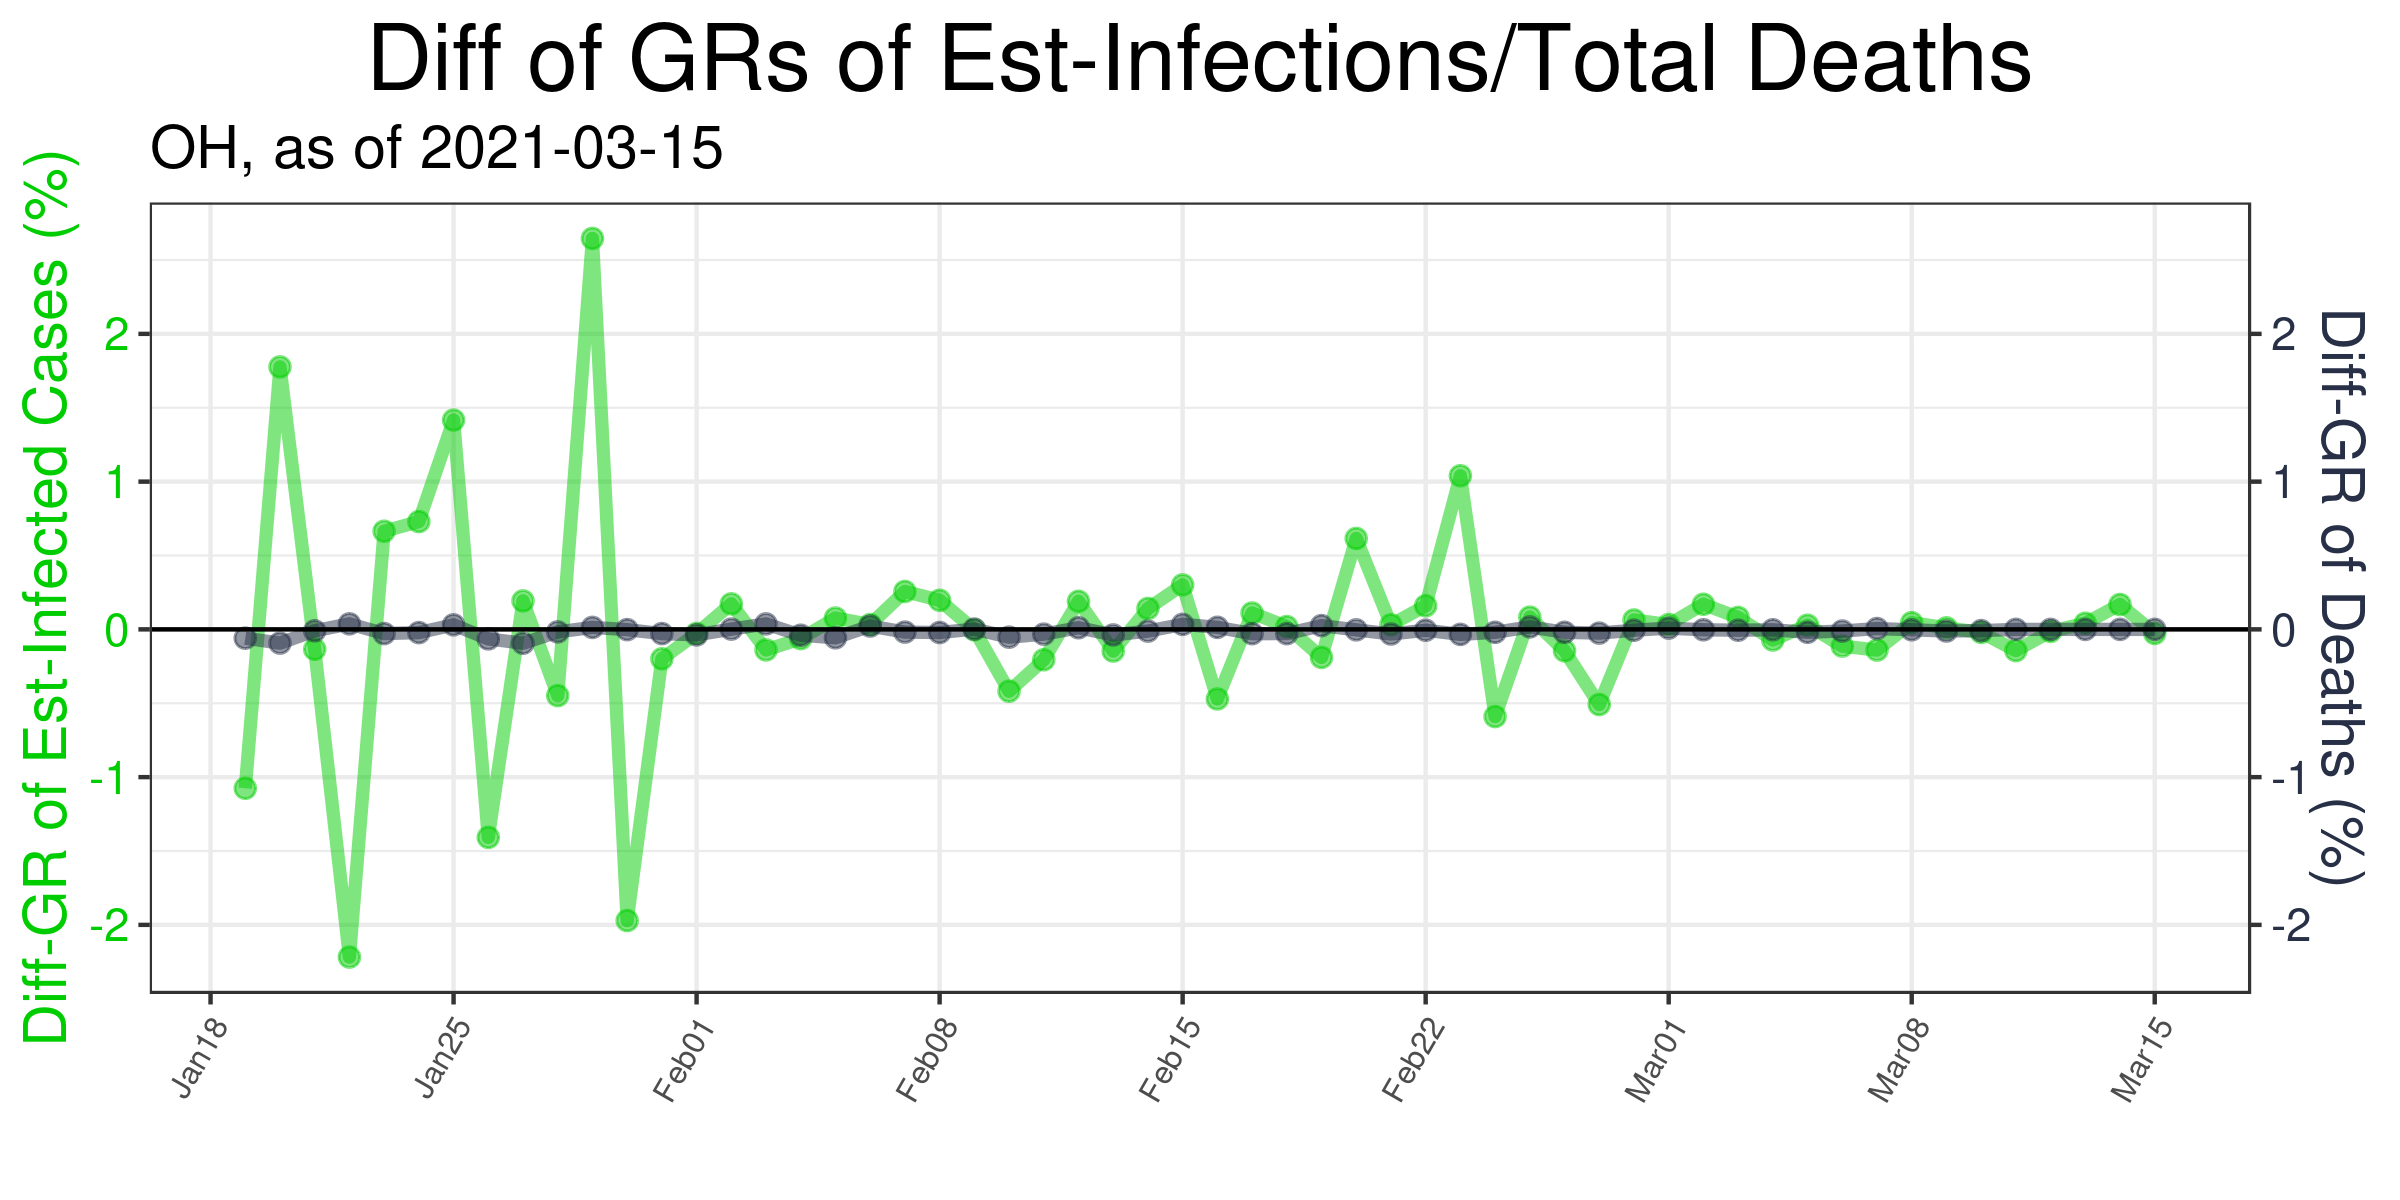 Diff of GRs of Est-Infections/Total Deaths
OH, as of 2021-03-15
Diff-GR of Est-Infected Cases (%)
2
1
0
-1
-2
2
1
0
-1
-2
Diff-GR of Deaths (%)
Jan18
Jan25
Feb01
Feb08
Feb15
Feb22
Mar01
Mar08
Mar15